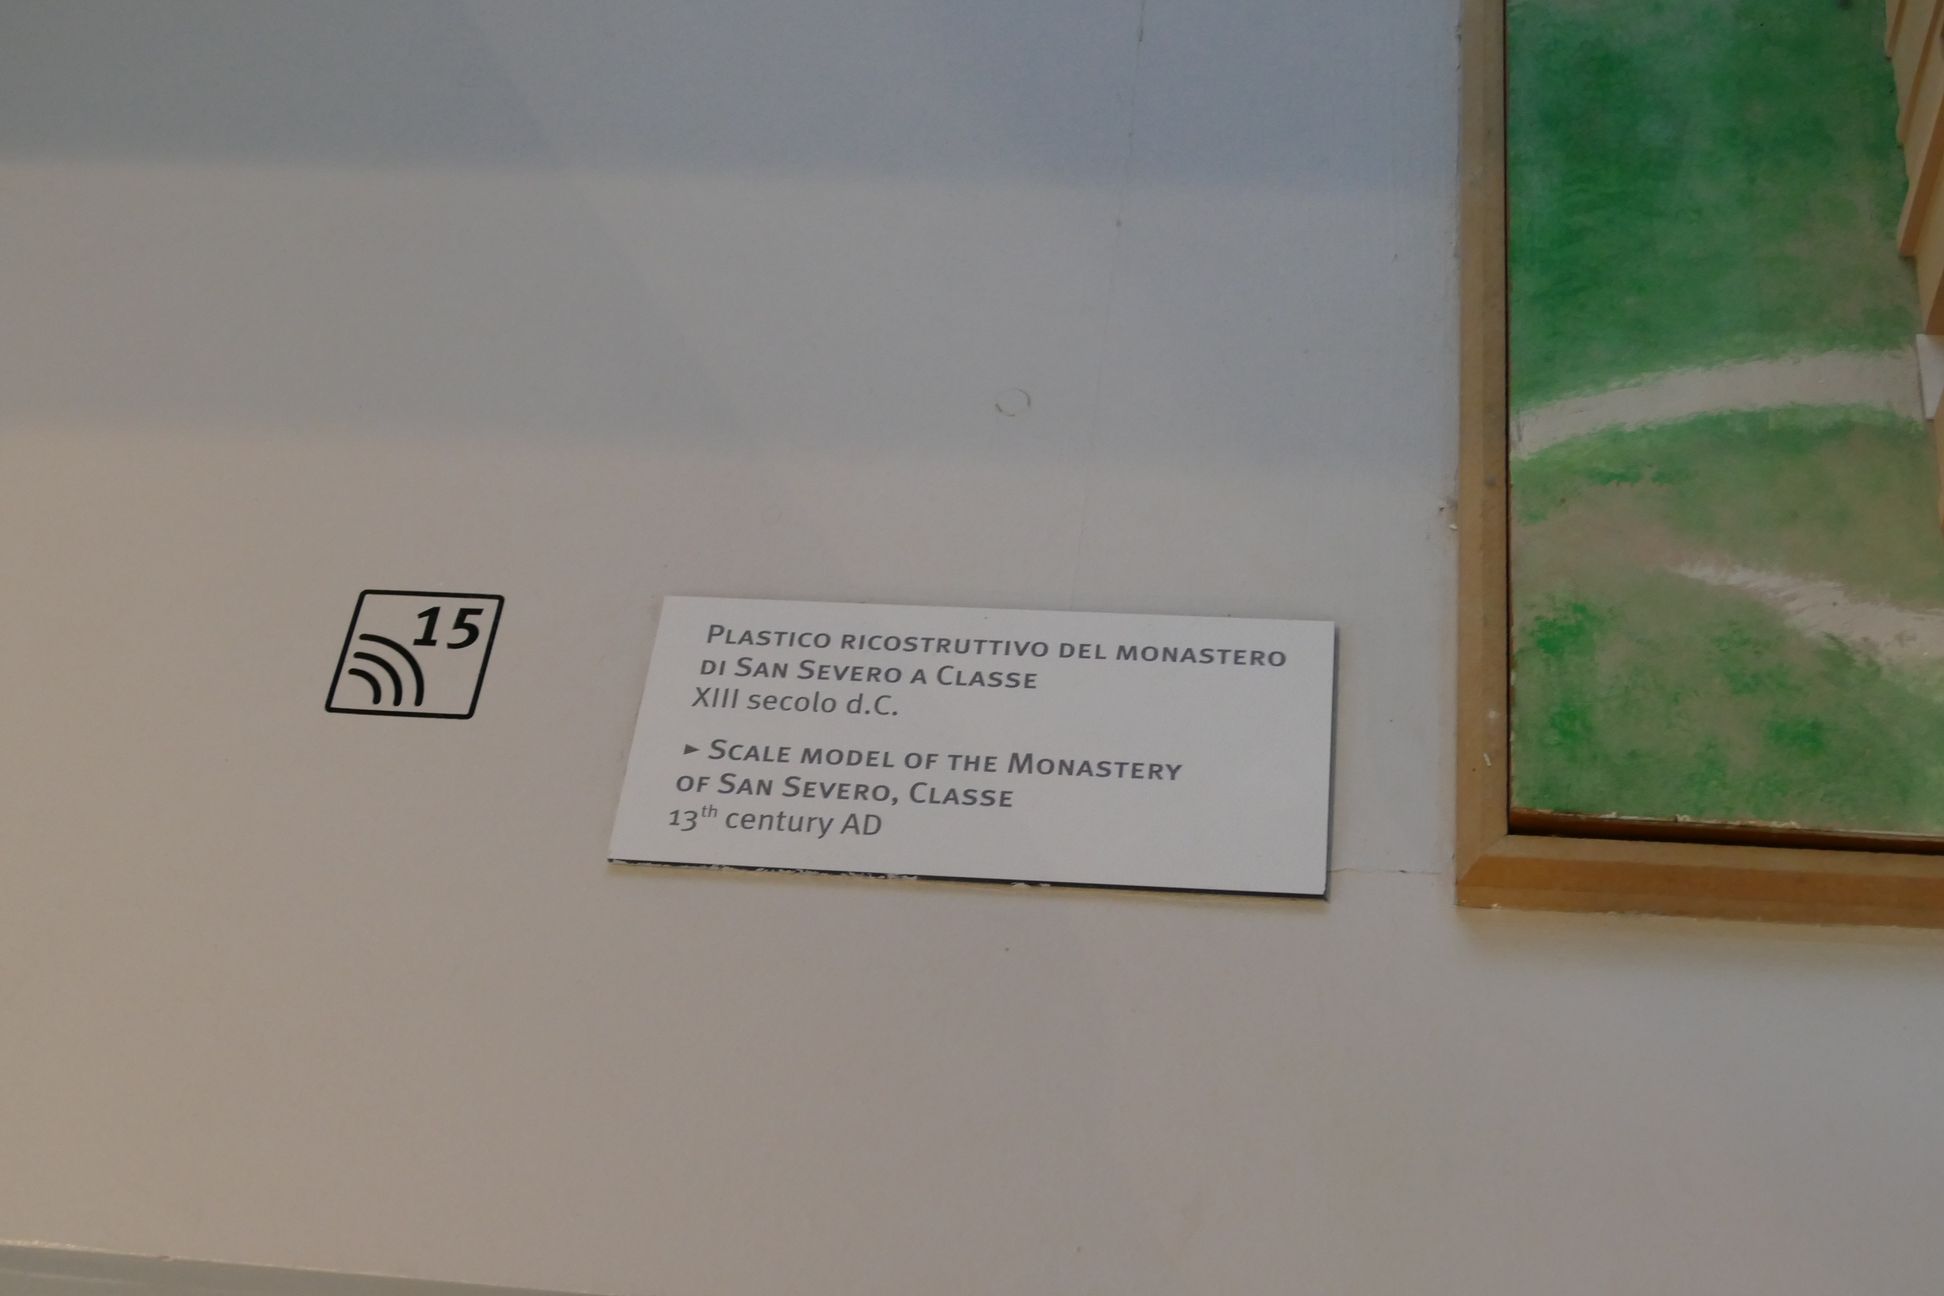 15
Plastico ricostruttivo del monastero
di San Severo a Classe
XIII secolo d.C.
► Scale model of the Monastery
of San Severo, Classe
13th century AD